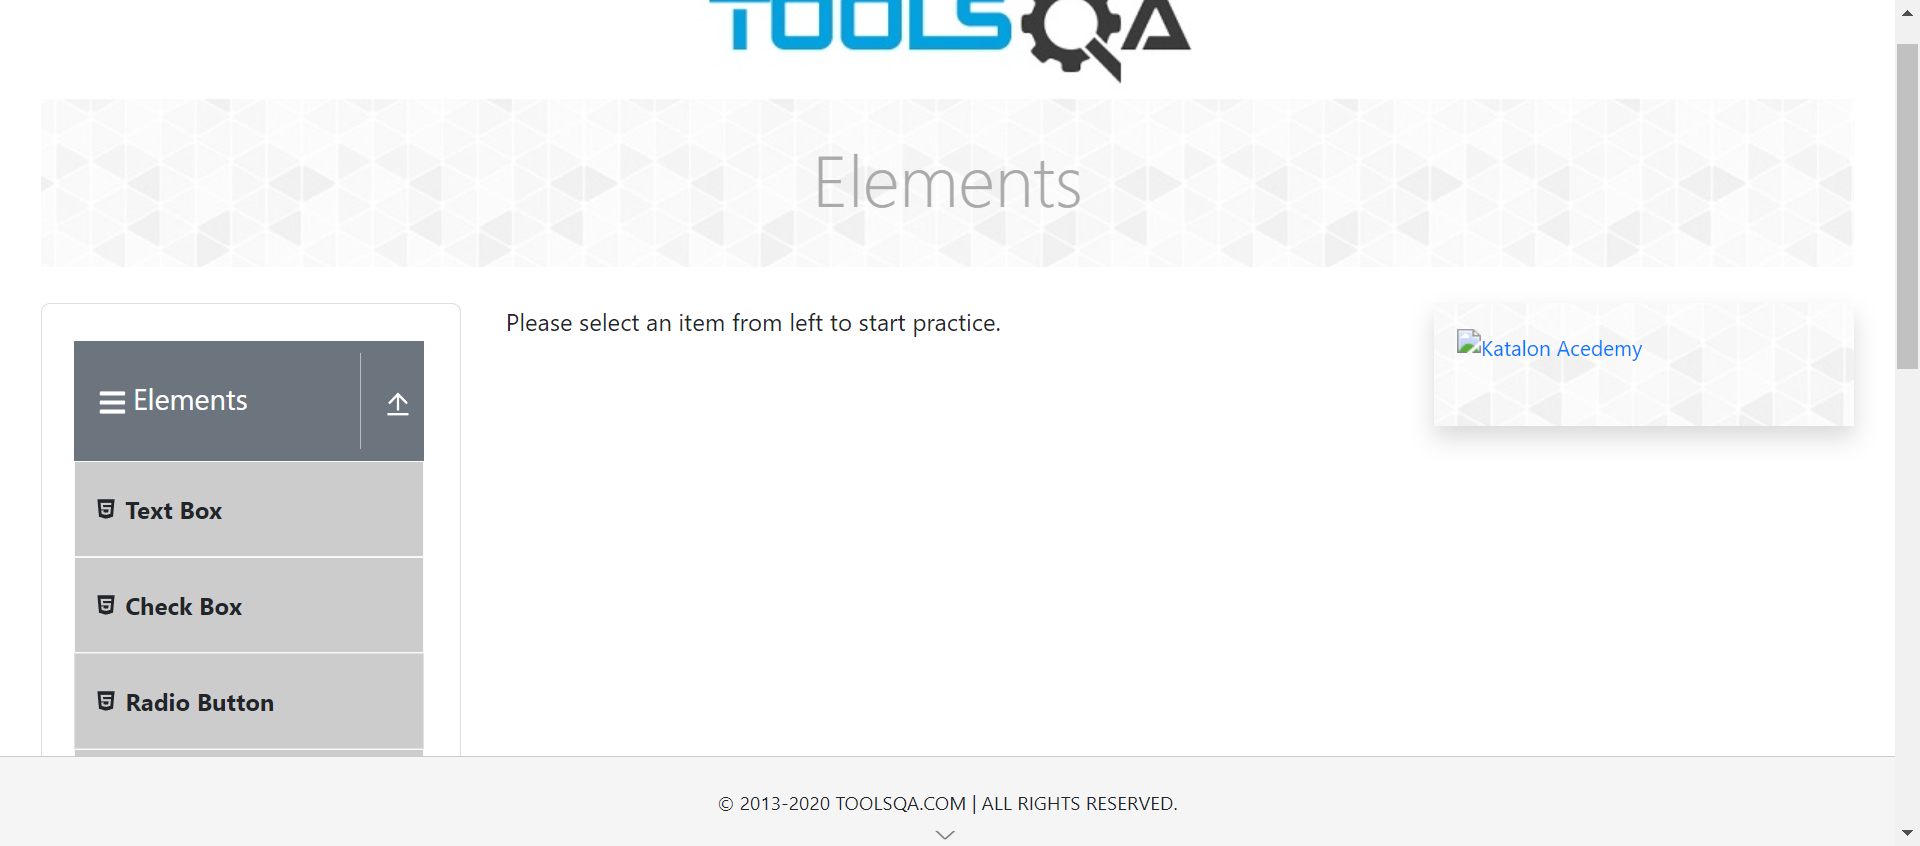 TOOLSQA
Elements
Please select an item from left to start practice.
Katalon Acedemy
Elements
Text Box
Check Box
Radio Button
© 2013-2020 TOOLSQA.COM | ALL RIGHTS RESERVED.